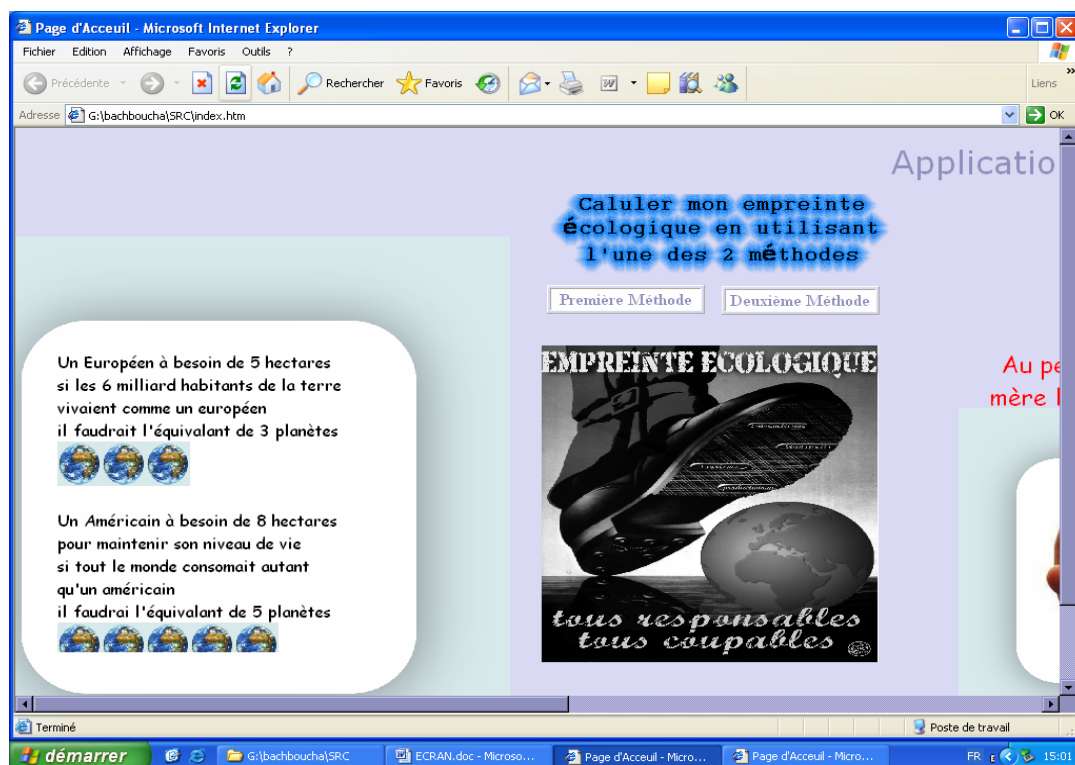 Page d'Acceuil - Microsoft Internet Explorer
Fichier Edition Affichage Favoris Outils ?
Précédente Rechercher Favoris Liens »
Adresse G:\bachboucha\SRC\index.htm OK
Applicatio
Caluler mon empreinte
écologique en utilisant
l'une des 2 méthodes
Première Méthode Deuxième Méthode
Un Européen à besoin de 5 hectares
si les 6 milliard habitants de la terre
vivaient comme un européen
il faudrait l'équivalant de 3 planètes
Un Américain à besoin de 8 hectares
pour maintenir son niveau de vie
si tout le monde consomait autant
qu'un américain
il faudrai l'équivalant de 5 planètes
EMPREINTE ECOLOGIQUE
tous responsables
tous coupables
Au pe
mère l
Terminé Poste de travail
démarrer G:\bachboucha\SRC ECRAN.doc - Microso... Page d'Acceuil - Micro... Page d'Acceuil - Micro... FR 15:01